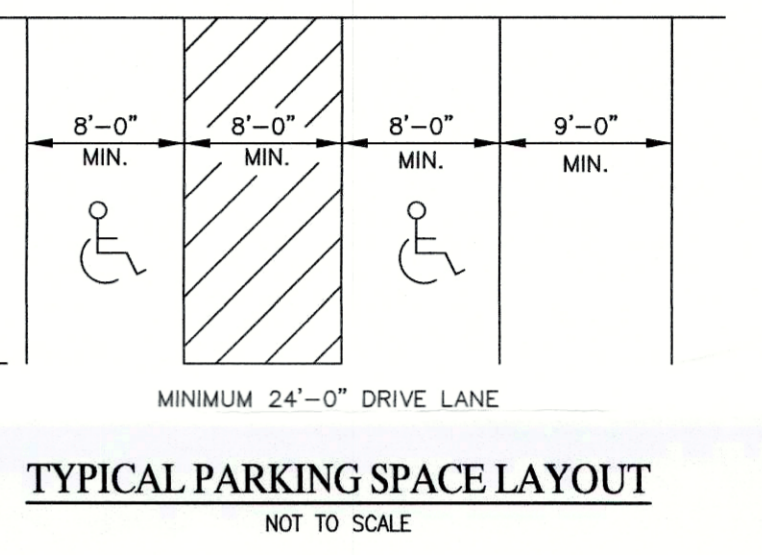 8'-0" 8'-0" 8'-0" 9'-0"
MIN. MIN. MIN. MIN.
MINIMUM 24'-0" DRIVE LANE
TYPICAL PARKING SPACE LAYOUT
NOT TO SCALE